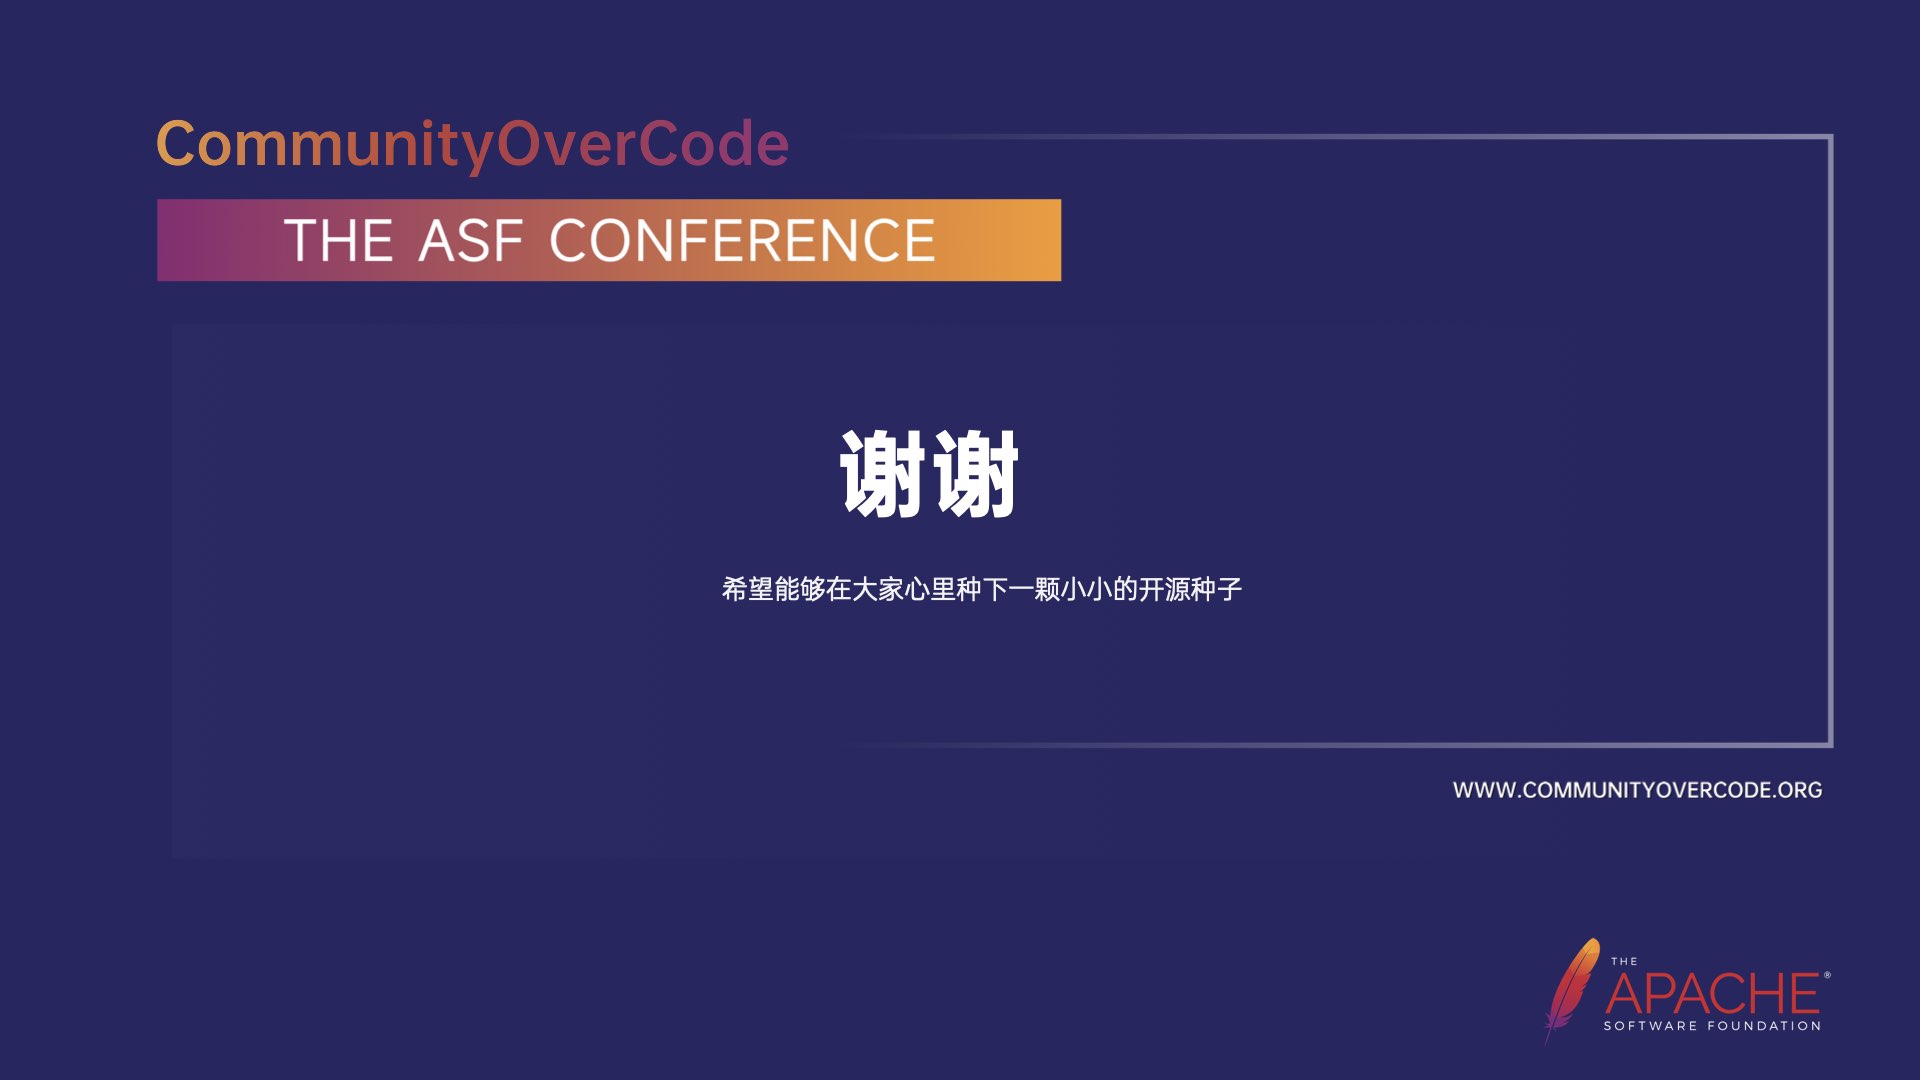 CommunityOverCode
THE ASF CONFERENCE
谢谢
希望能够在大家心里种下一颗小小的开源种子
WWW.COMMUNITYOVERCODE.ORG
THE
APACHE®
SOFTWARE FOUNDATION